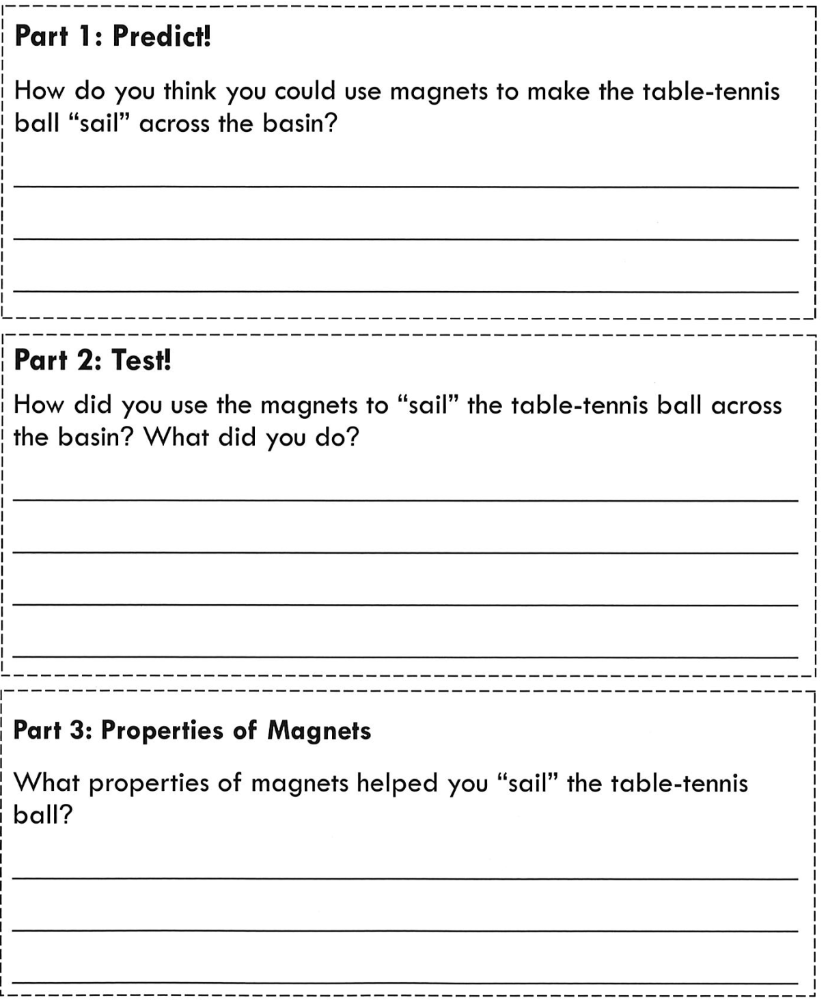 Part 1: Predict!
How do you think you could use magnets to make the table-tennis
ball “sail” across the basin?
Part 2: Test!
How did you use the magnets to “sail” the table-tennis ball across
the basin? What did you do?
Part 3: Properties of Magnets
What properties of magnets helped you “sail” the table-tennis
ball?